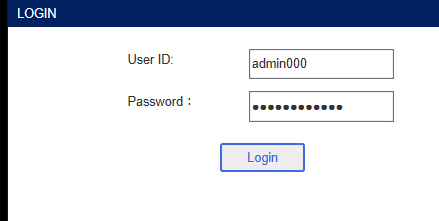 LOGIN
User ID: admin000
Password： ●●●●●●●●●●●●
Login